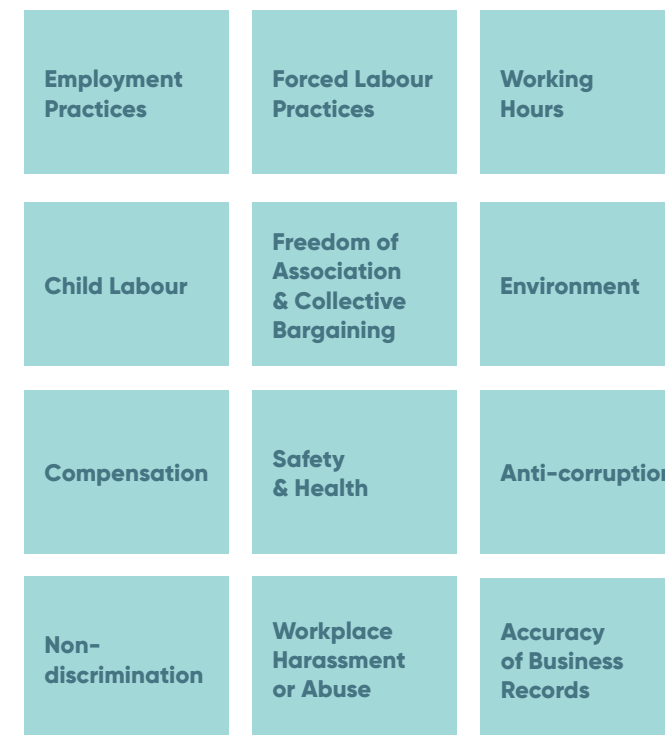 Employment
Practices
Forced Labour
Practices
Working
Hours
Child Labour
Freedom of
Association
& Collective
Bargaining
Environment
Compensation
Safety
& Health
Anti-corruption
Non-
discrimination
Workplace
Harassment
or Abuse
Accuracy
of Business
Records